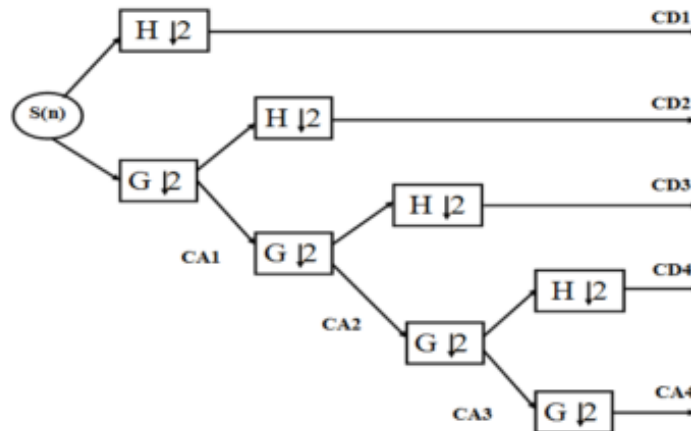 CD1
H ↓2
S(n)
CD2
H ↓2
G ↓2
CD3
H ↓2
CA1
G ↓2
CD4
H ↓2
CA2
G ↓2
CA4
CA3
G ↓2